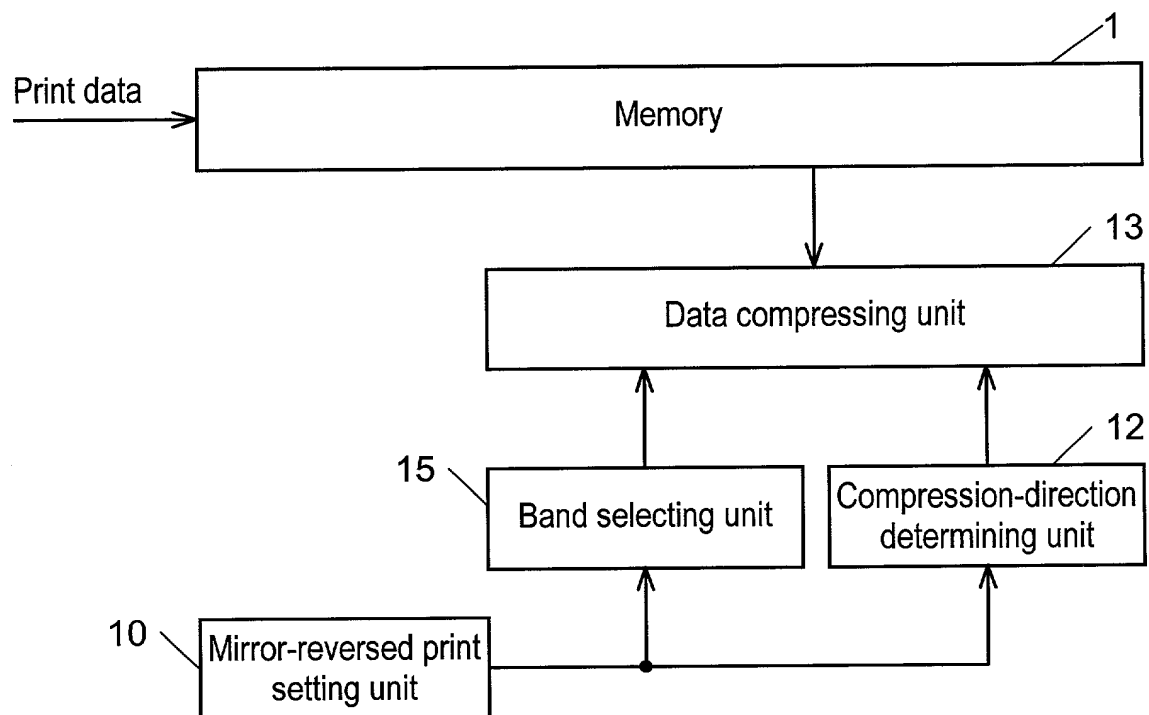 1
Print data
Memory
13
Data compressing unit
12
15
Band selecting unit
Compression-direction
determining unit
10
Mirror-reversed print
setting unit